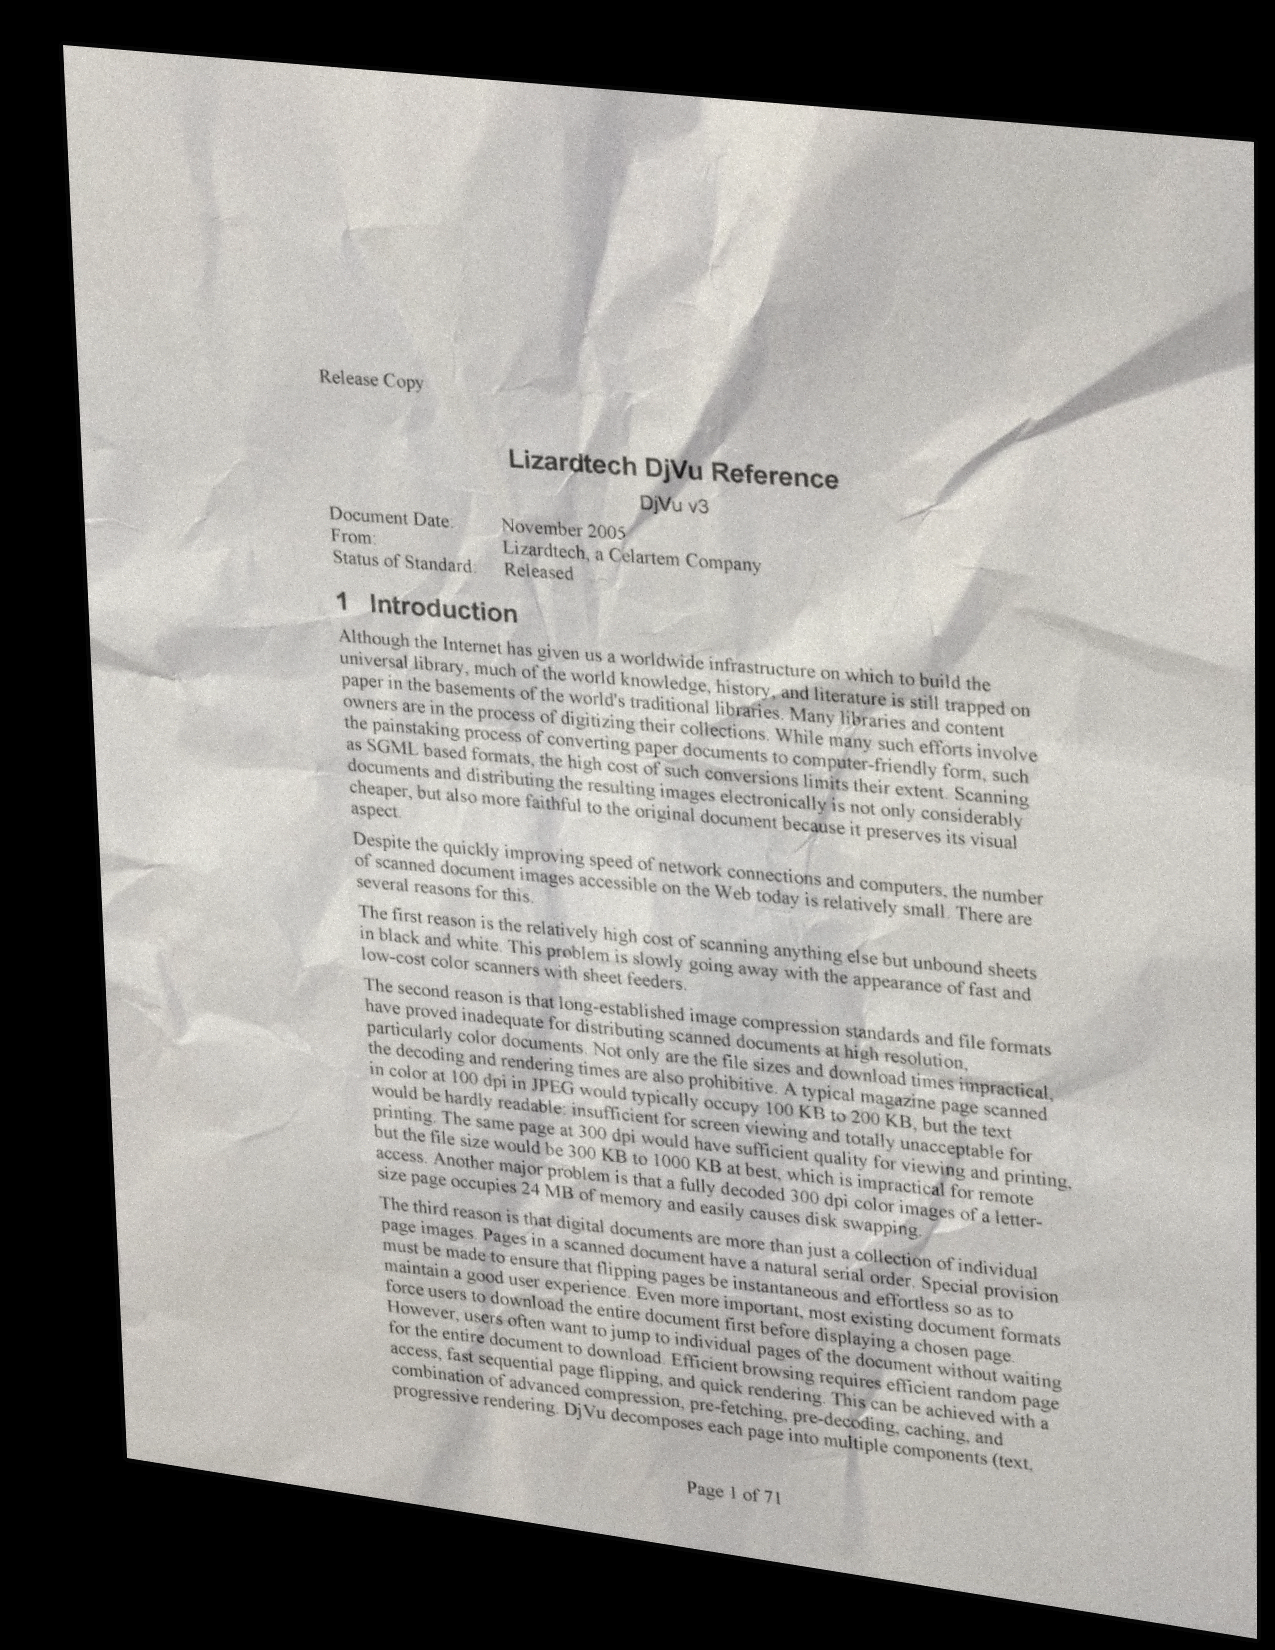 Release Copy
Lizardtech DjVu Reference
DjVu v3
Document Date: November 2005
From: Lizardtech, a Celartem Company
Status of Standard: Released
1 Introduction
Although the Internet has given us a worldwide infrastructure on which to build the
universal library, much of the world knowledge, history, and literature is still trapped on
paper in the basements of the world's traditional libraries. Many libraries and content
owners are in the process of digitizing their collections. While many such efforts involve
the painstaking process of converting paper documents to computer-friendly form, such
as SGML based formats, the high cost of such conversions limits their extent. Scanning
documents and distributing the resulting images electronically is not only considerably
cheaper, but also more faithful to the original document because it preserves its visual
aspect.
Despite the quickly improving speed of network connections and computers, the number
of scanned document images accessible on the Web today is relatively small. There are
several reasons for this.
The first reason is the relatively high cost of scanning anything else but unbound sheets
in black and white. This problem is slowly going away with the appearance of fast and
low-cost color scanners with sheet feeders.
The second reason is that long-established image compression standards and file formats
have proved inadequate for distributing scanned documents at high resolution,
particularly color documents. Not only are the file sizes and download times impractical,
the decoding and rendering times are also prohibitive. A typical magazine page scanned
in color at 100 dpi in JPEG would typically occupy 100 KB to 200 KB, but the text
would be hardly readable: insufficient for screen viewing and totally unacceptable for
printing. The same page at 300 dpi would have sufficient quality for viewing and printing,
but the file size would be 300 KB to 1000 KB at best, which is impractical for remote
access. Another major problem is that a fully decoded 300 dpi color images of a letter-
size page occupies 24 MB of memory and easily causes disk swapping.
The third reason is that digital documents are more than just a collection of individual
page images. Pages in a scanned document have a natural serial order. Special provision
must be made to ensure that flipping pages be instantaneous and effortless so as to
maintain a good user experience. Even more important, most existing document formats
force users to download the entire document first before displaying a chosen page.
However, users often want to jump to individual pages of the document without waiting
for the entire document to download. Efficient browsing requires efficient random page
access, fast sequential page flipping, and quick rendering. This can be achieved with a
combination of advanced compression, pre-fetching, pre-decoding, caching, and
progressive rendering. DjVu decomposes each page into multiple components (text,
Page 1 of 71